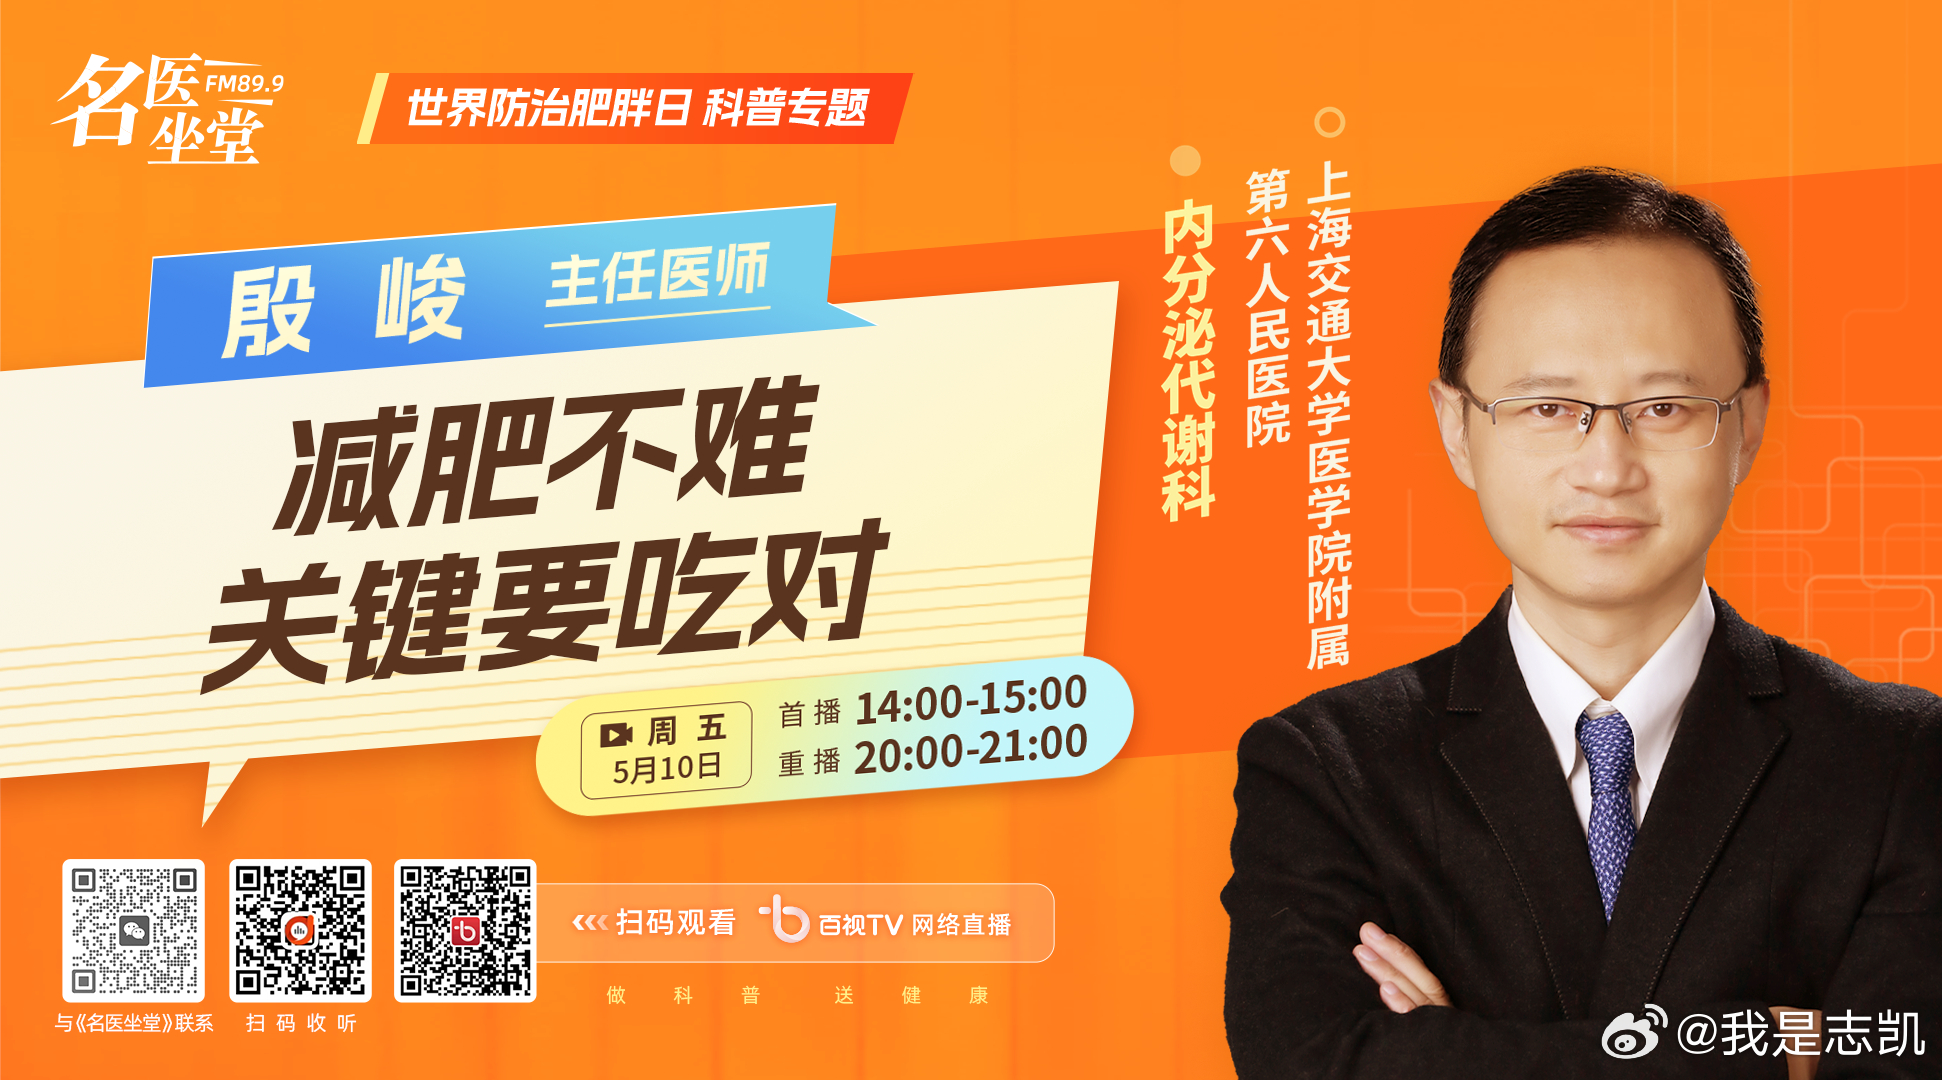 名医坐堂
FM89.9
世界防治肥胖日 科普专题
殷 峻 主任医师
减肥不难
关键要吃对
上海交通大学医学院附属
第六人民医院
内分泌代谢科
周 五
5月10日
首播 14:00-15:00
重播 20:00-21:00
扫码观看 百视TV 网络直播
做科普 送健康
与《名医坐堂》联系
扫码收听
@我是志凯